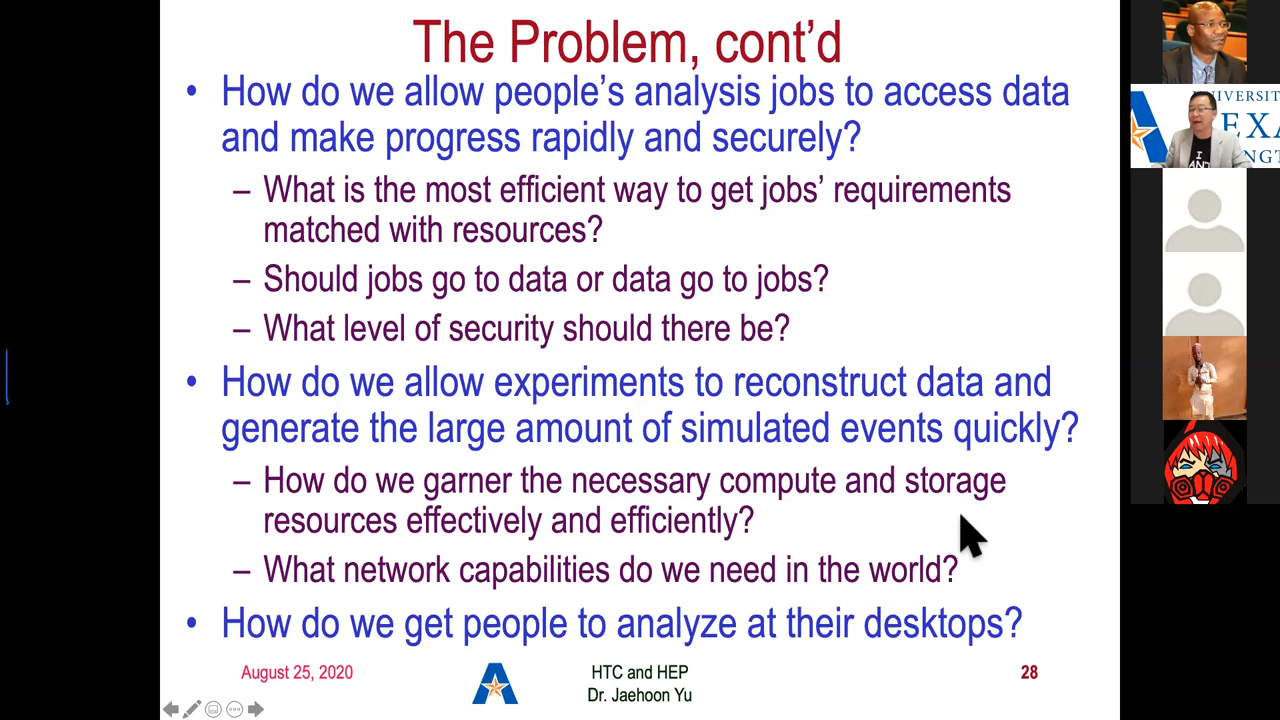 The Problem, cont’d
• How do we allow people’s analysis jobs to access data
and make progress rapidly and securely?
– What is the most efficient way to get jobs’ requirements
matched with resources?
– Should jobs go to data or data go to jobs?
– What level of security should there be?
• How do we allow experiments to reconstruct data and
generate the large amount of simulated events quickly?
– How do we garner the necessary compute and storage
resources effectively and efficiently?
– What network capabilities do we need in the world?
• How do we get people to analyze at their desktops?
August 25, 2020
HTC and HEP
Dr. Jaehoon Yu
28